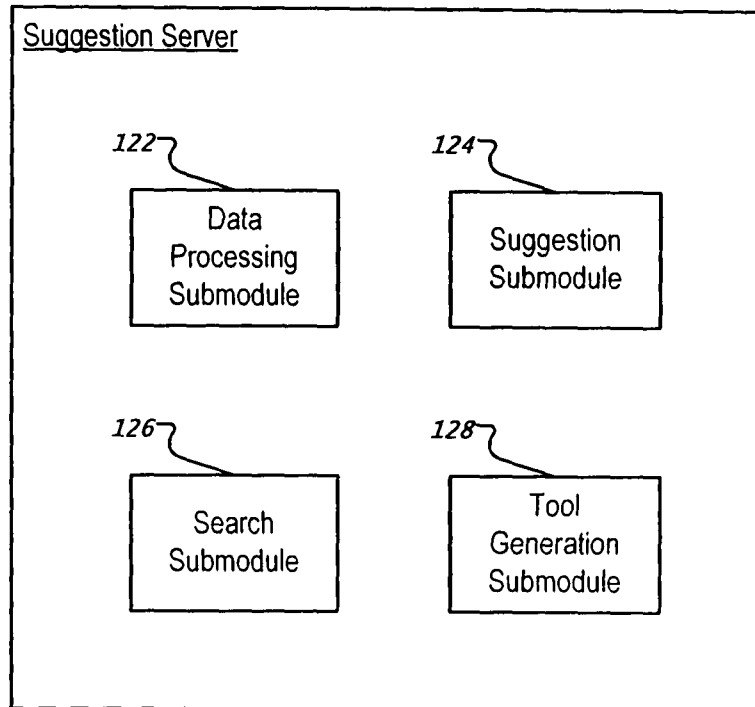 Suggestion Server
122
Data
Processing
Submodule
124
Suggestion
Submodule
126
Search
Submodule
128
Tool
Generation
Submodule